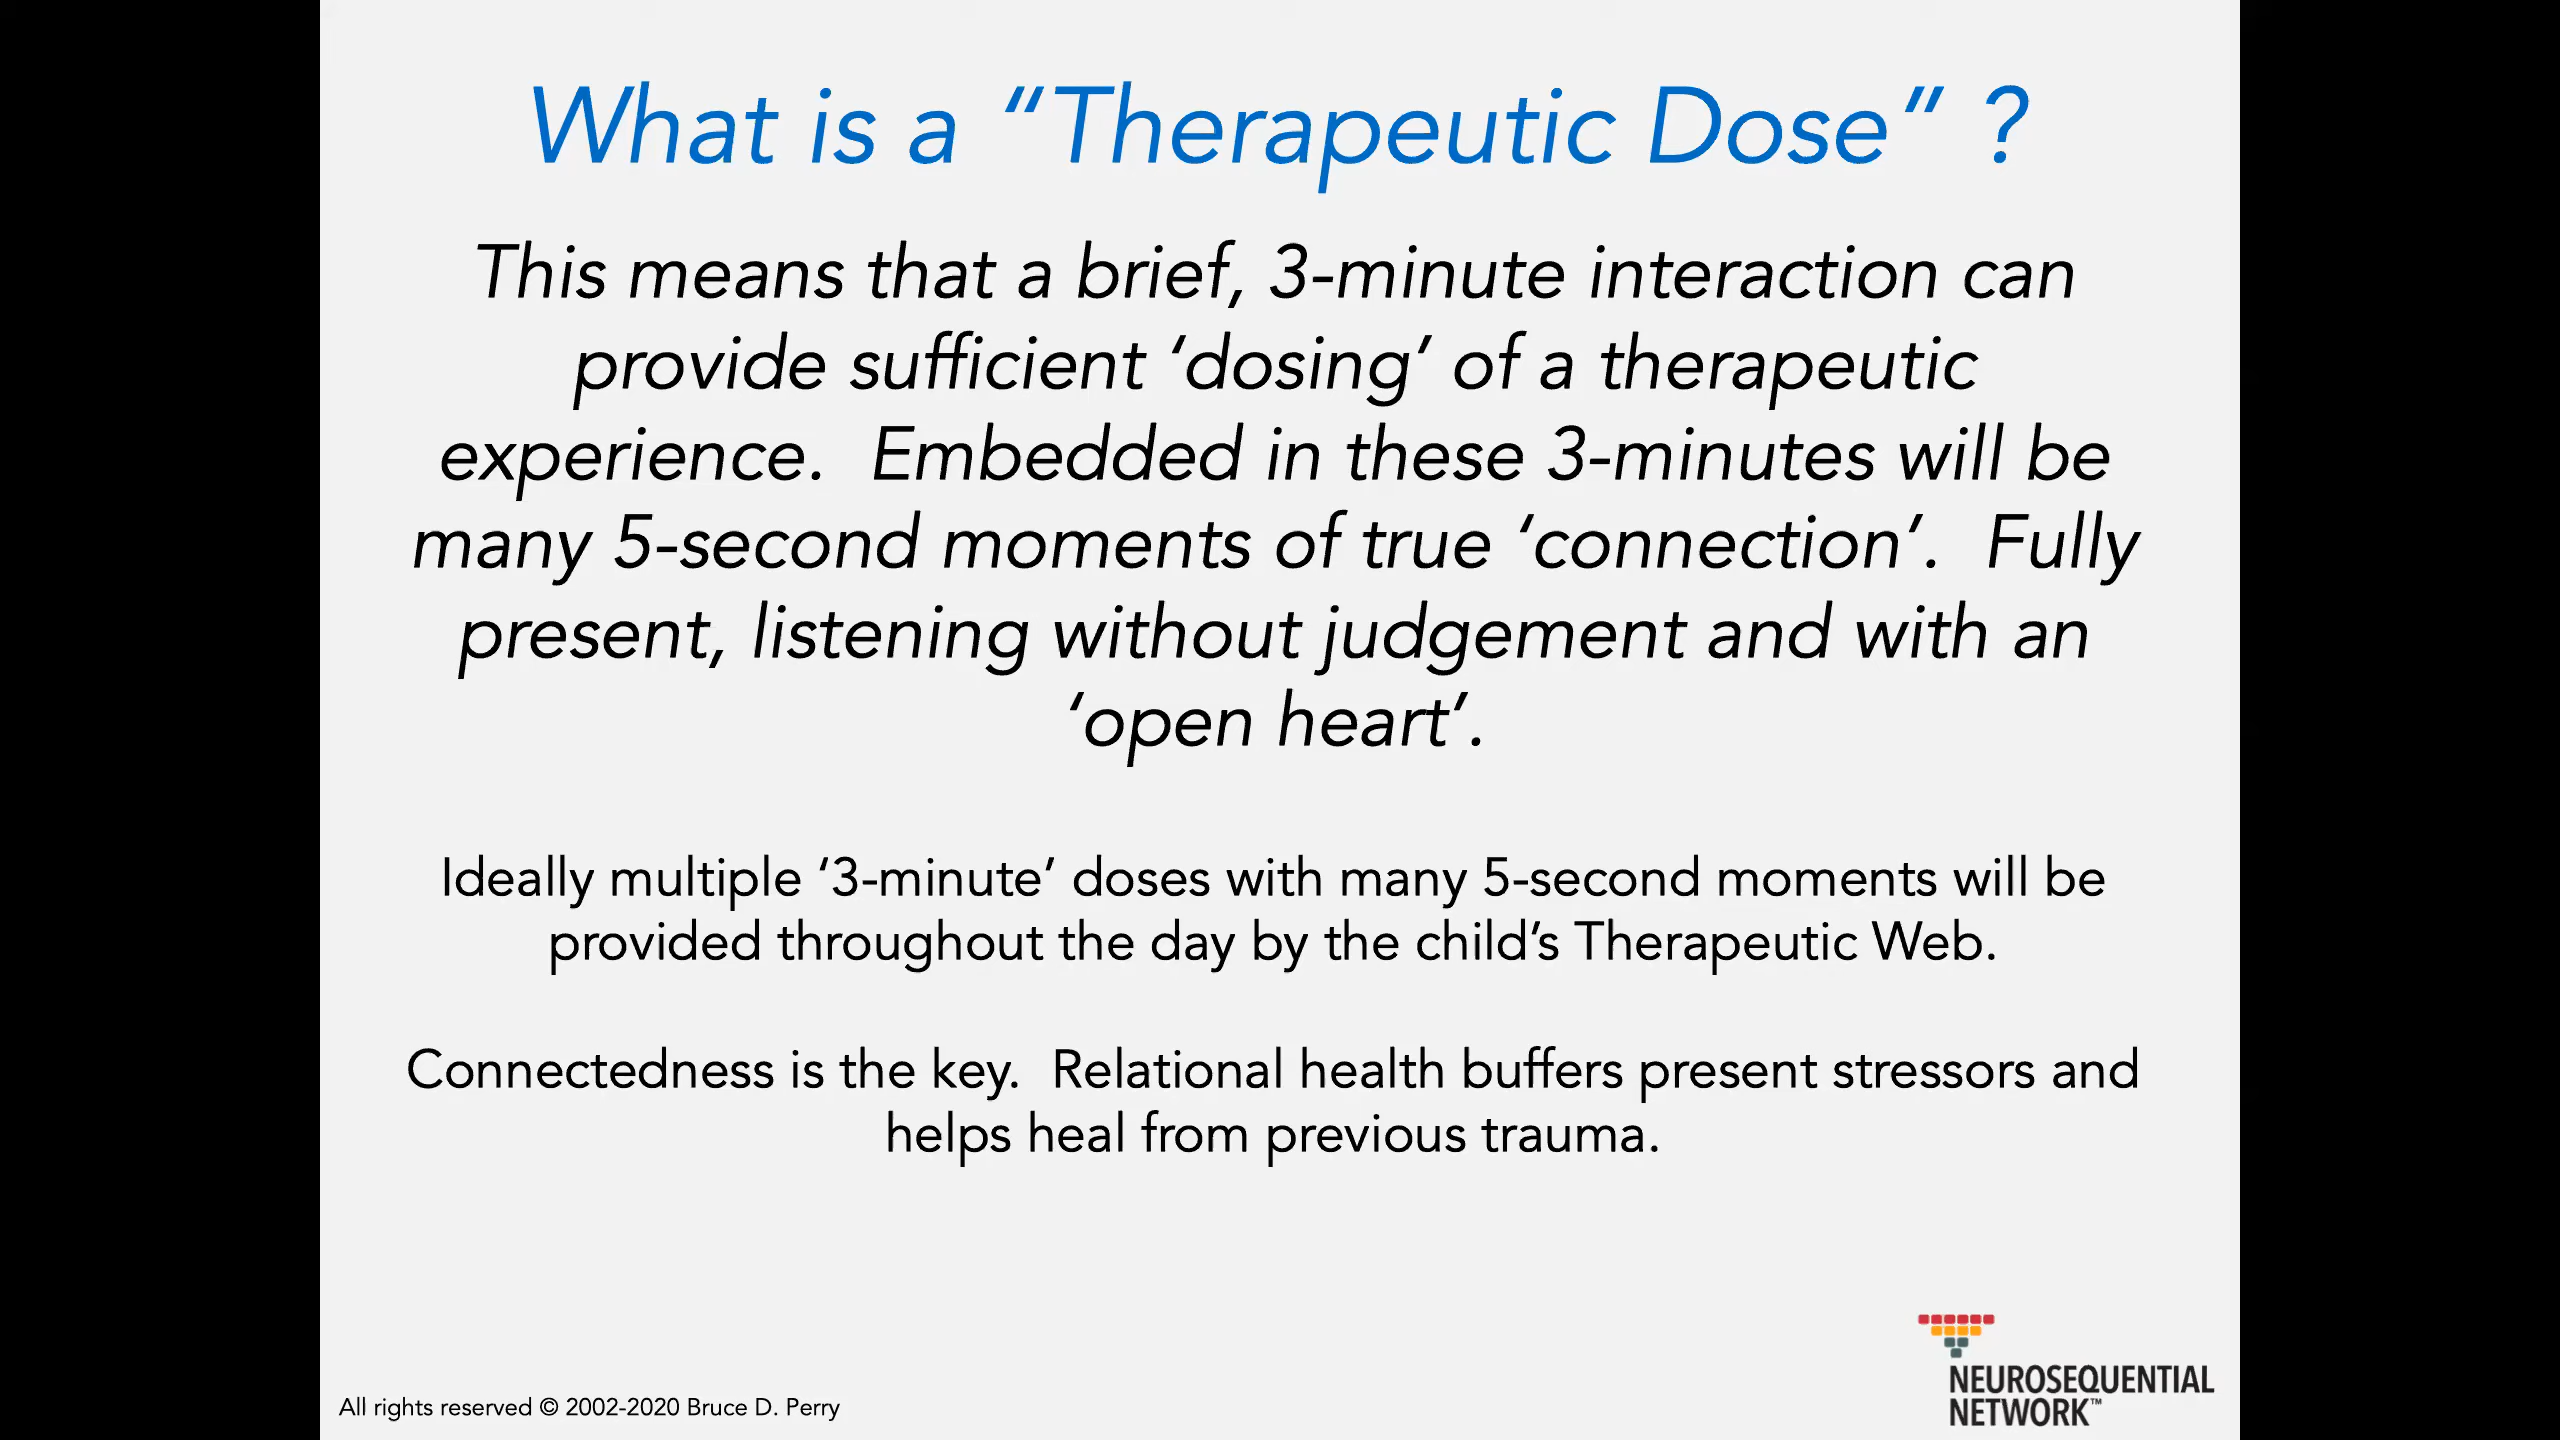 What is a “Therapeutic Dose” ?
This means that a brief, 3-minute interaction can
provide sufficient ‘dosing’ of a therapeutic
experience.  Embedded in these 3-minutes will be
many 5-second moments of true ‘connection’.  Fully
present, listening without judgement and with an
‘open heart’.
Ideally multiple ‘3-minute’ doses with many 5-second moments will be
provided throughout the day by the child’s Therapeutic Web.
Connectedness is the key.  Relational health buffers present stressors and
helps heal from previous trauma.
NEUROSEQUENTIAL
NETWORK™
All rights reserved © 2002-2020 Bruce D. Perry